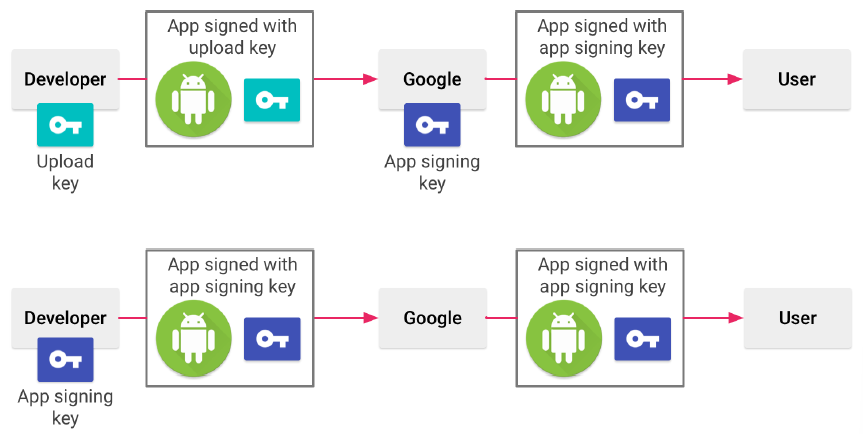 App signed with
upload key
App signed with
app signing key
Developer
Google
User
Upload
key
App signing
key
App signed with
app signing key
App signed with
app signing key
Developer
Google
User
App signing
key